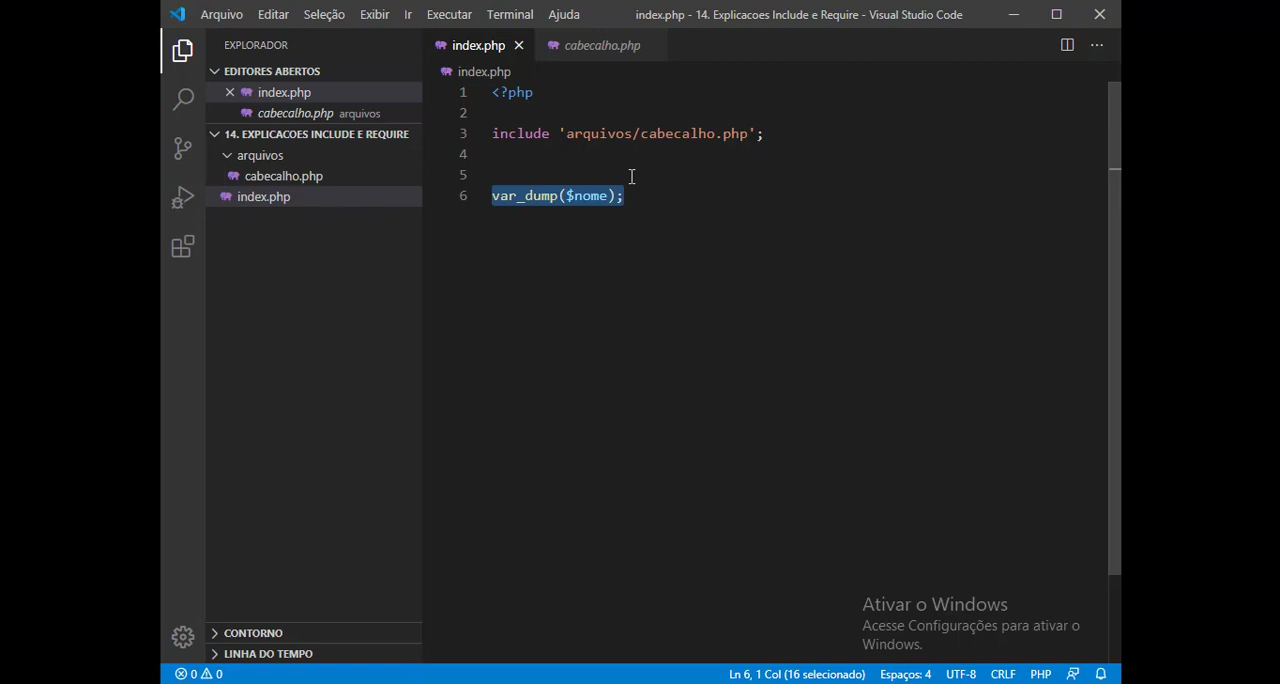 Arquivo Editar Seleção Exibir Ir Executar Terminal Ajuda index.php - 14. Explicacoes Include e Require - Visual Studio Code
EXPLORADOR
EDITORES ABERTOS
index.php
cabecalho.php arquivos
14. EXPLICACOES INCLUDE E REQUIRE
arquivos
cabecalho.php
index.php
CONTORNO
LINHA DO TEMPO
index.php cabecalho.php
index.php
1 <?php
2
3 include 'arquivos/cabecalho.php';
4
5
6 var_dump($nome);
Ativar o Windows
Acesse Configurações para ativar o
Windows.
0 0 Ln 6, 1 Col (16 selecionado) Espaços: 4 UTF-8 CRLF PHP